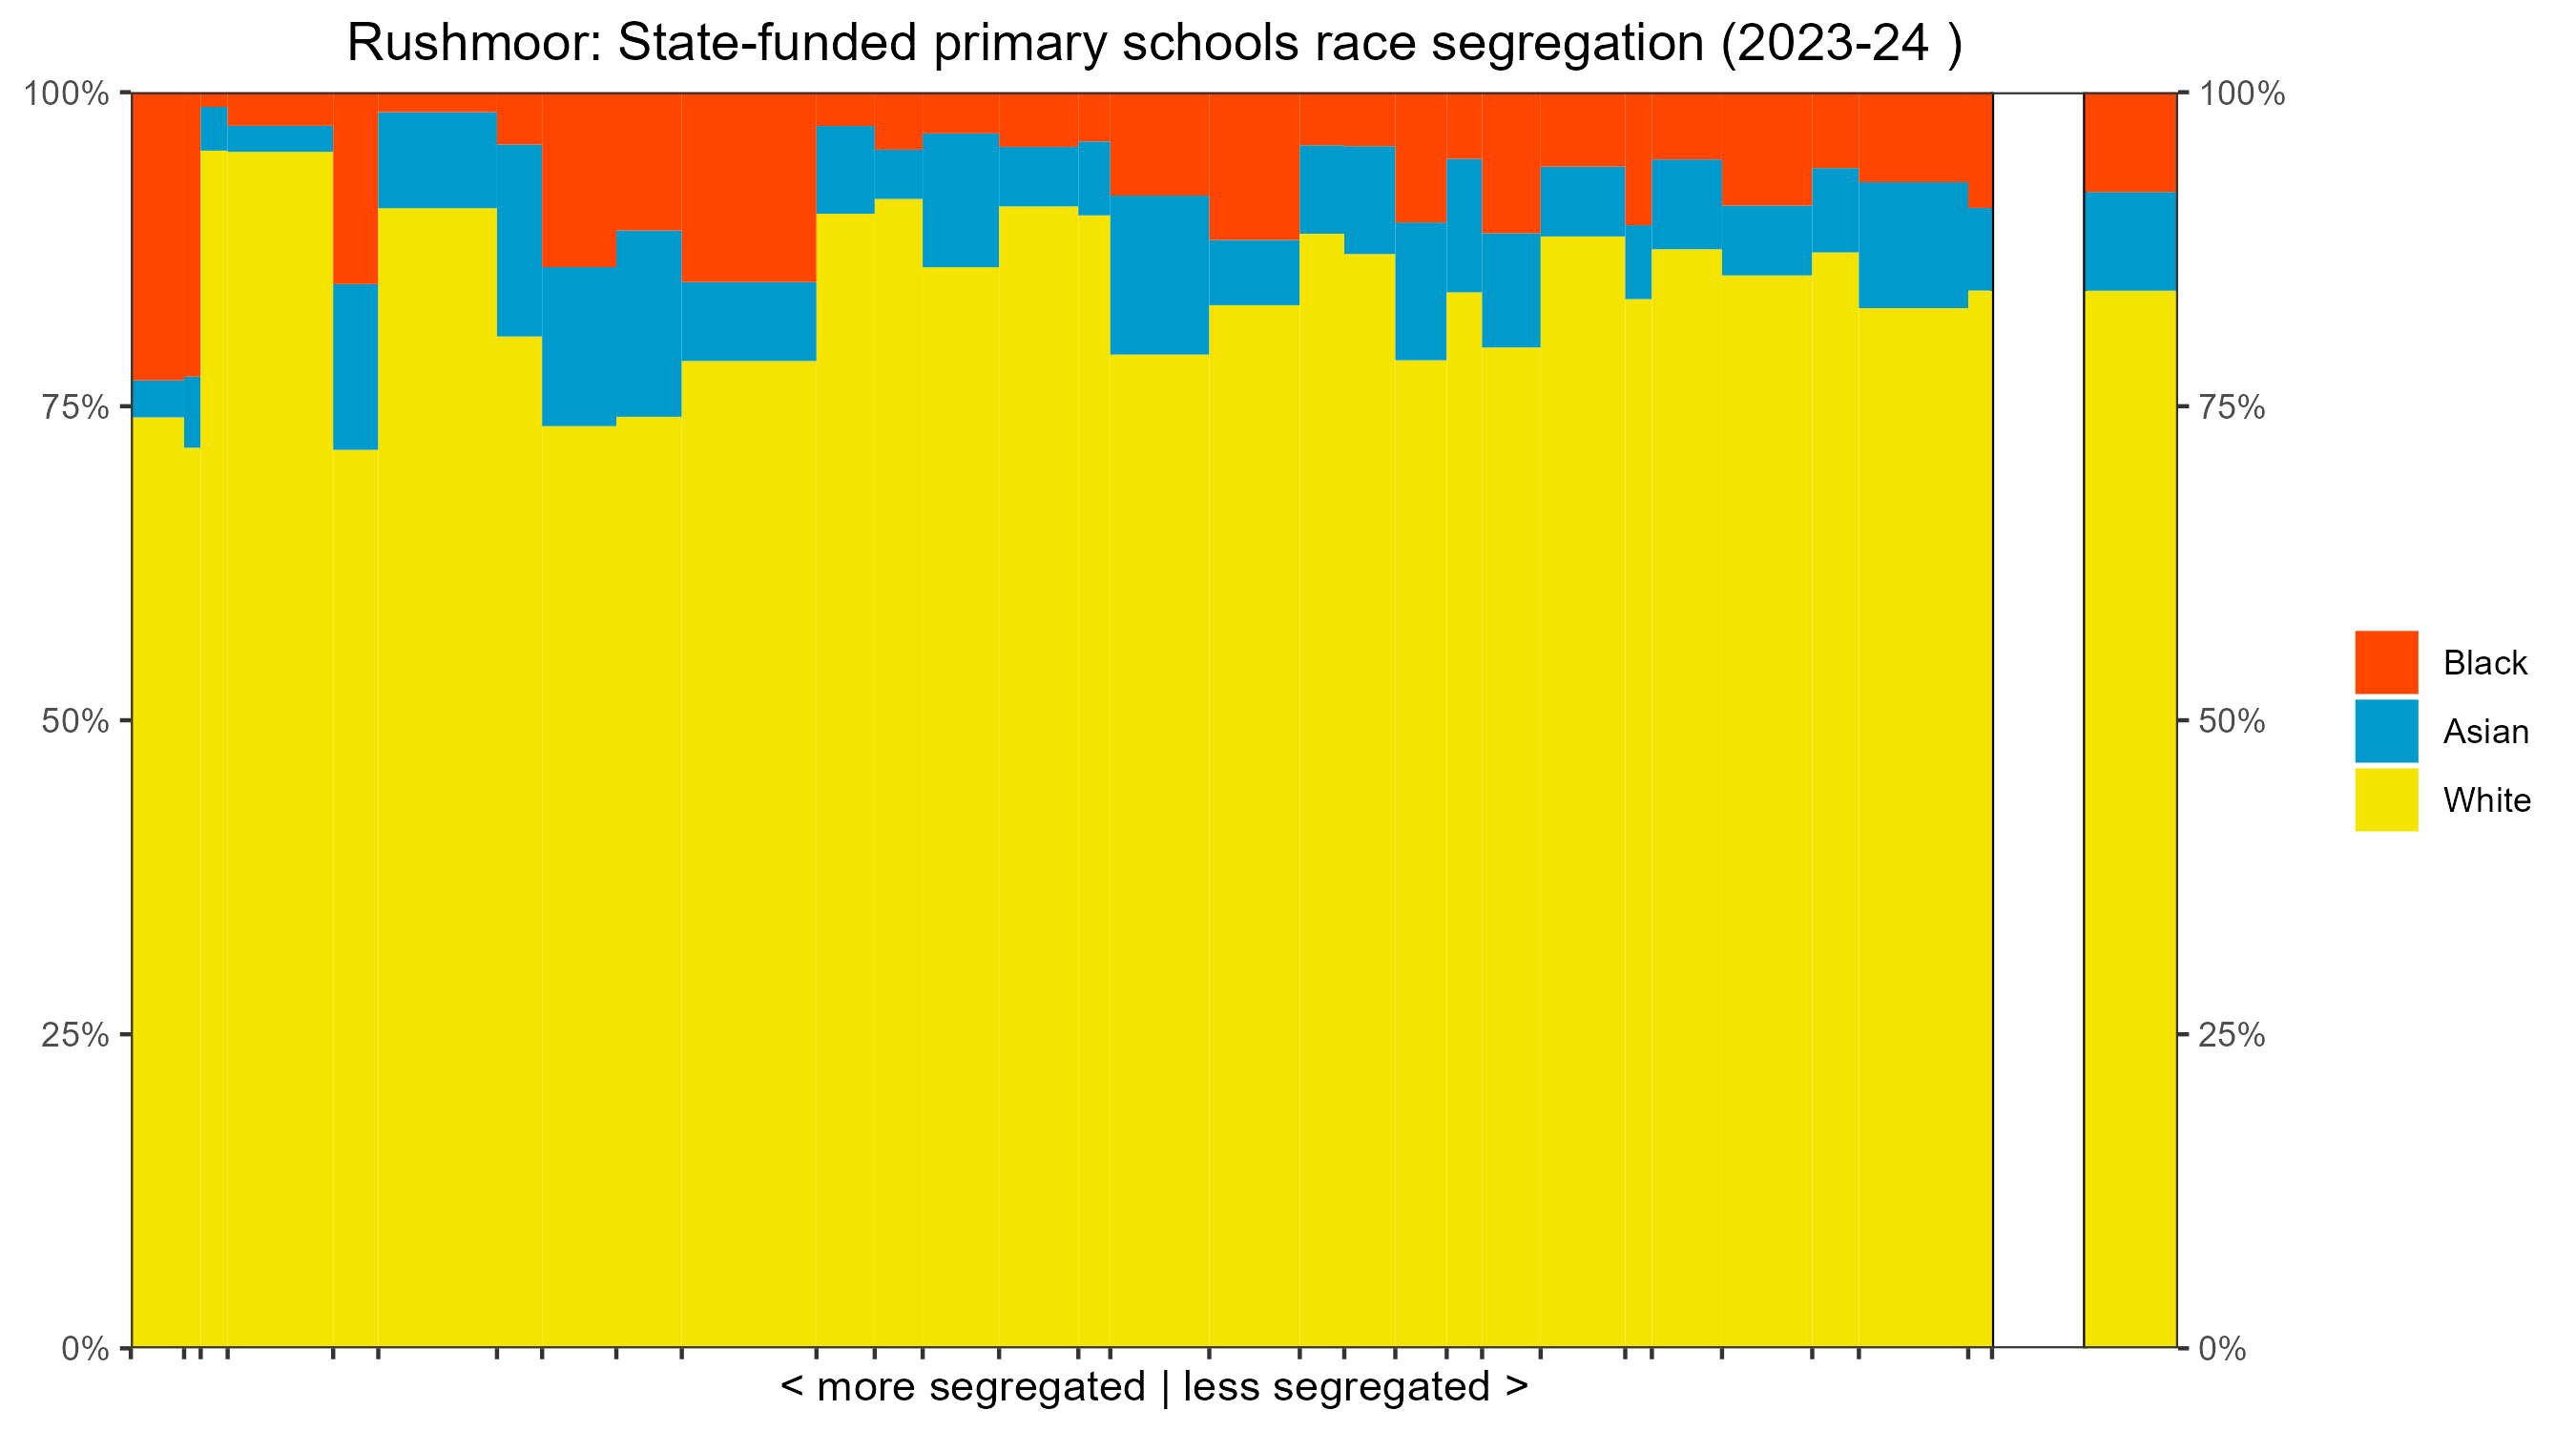 Rushmoor: State-funded primary schools race segregation (2023-24 )
100%
100%
75%
75%
50%
50%
25%
25%
0%
0%
Black
Asian
White
< more segregated | less segregated >